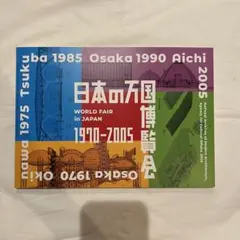 Tsukuba 1985 Osaka 1990 Aichi 2005
日本の万国博覧会
WORLD FAIR
in JAPAN
1970-2005
Osaka 1970 Okinawa 1975